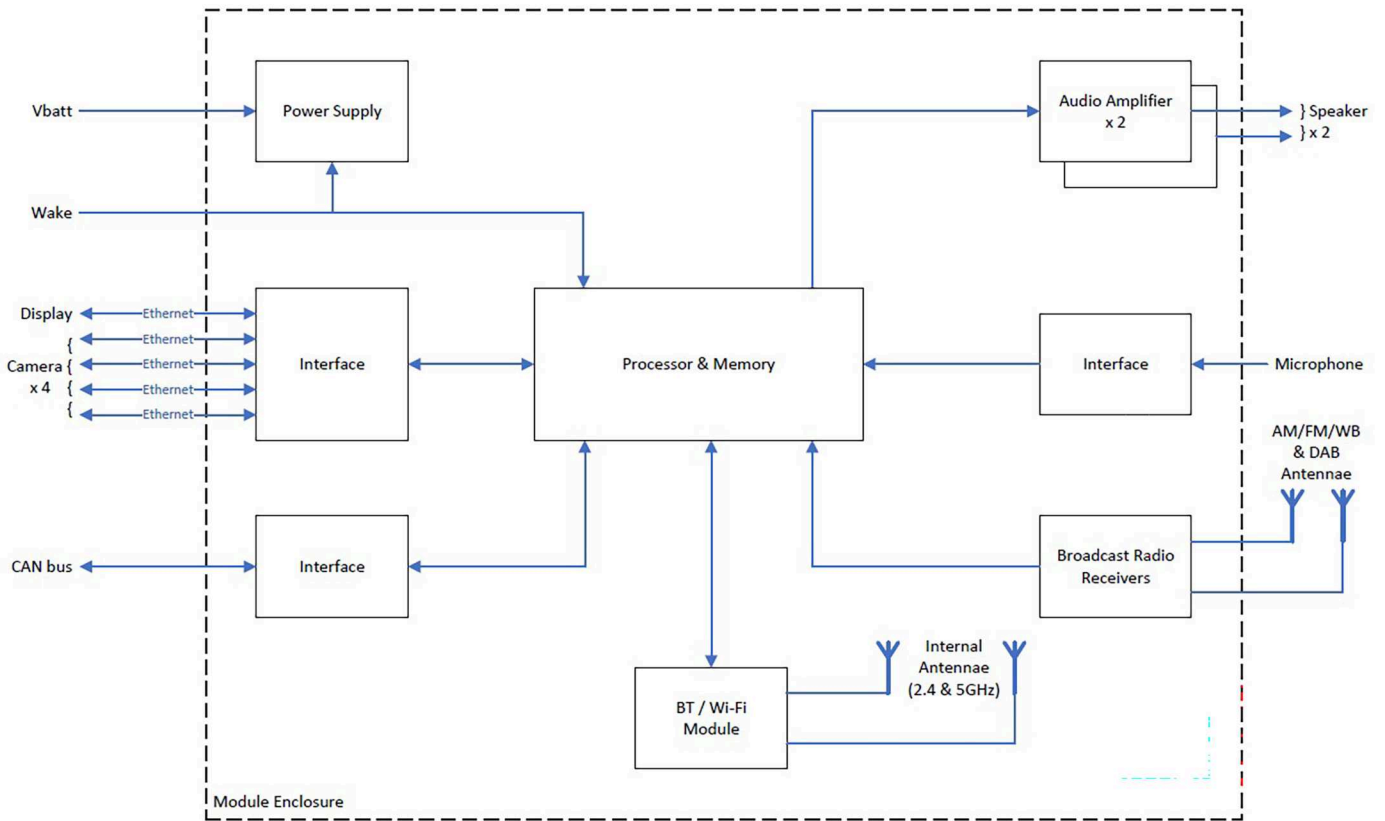 Vbatt
Power Supply
Audio Amplifier
x 2
} Speaker
} x 2
Wake
Display
Ethernet
{
Ethernet
Camera {
Ethernet
x 4 {
Ethernet
{
Ethernet
Interface
Processor & Memory
Interface
Microphone
AM/FM/WB
& DAB
Antennae
CAN bus
Interface
Broadcast Radio
Receivers
Internal
Antennae
(2.4 & 5GHz)
BT / Wi-Fi
Module
Module Enclosure